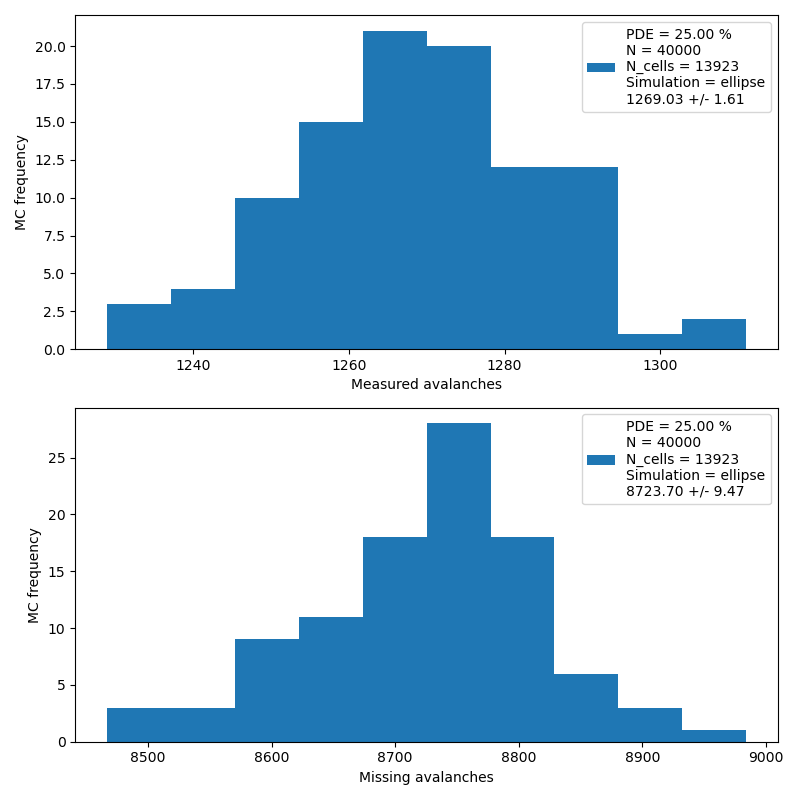 20.0
17.5
15.0
12.5
10.0
7.5
5.0
2.5
0.0
MC frequency
PDE = 25.00 %
N = 40000
N_cells = 13923
Simulation = ellipse
1269.03 +/- 1.61
1240 1260 1280 1300
Measured avalanches
25
20
15
10
5
0
MC frequency
PDE = 25.00 %
N = 40000
N_cells = 13923
Simulation = ellipse
8723.70 +/- 9.47
8500 8600 8700 8800 8900 9000
Missing avalanches